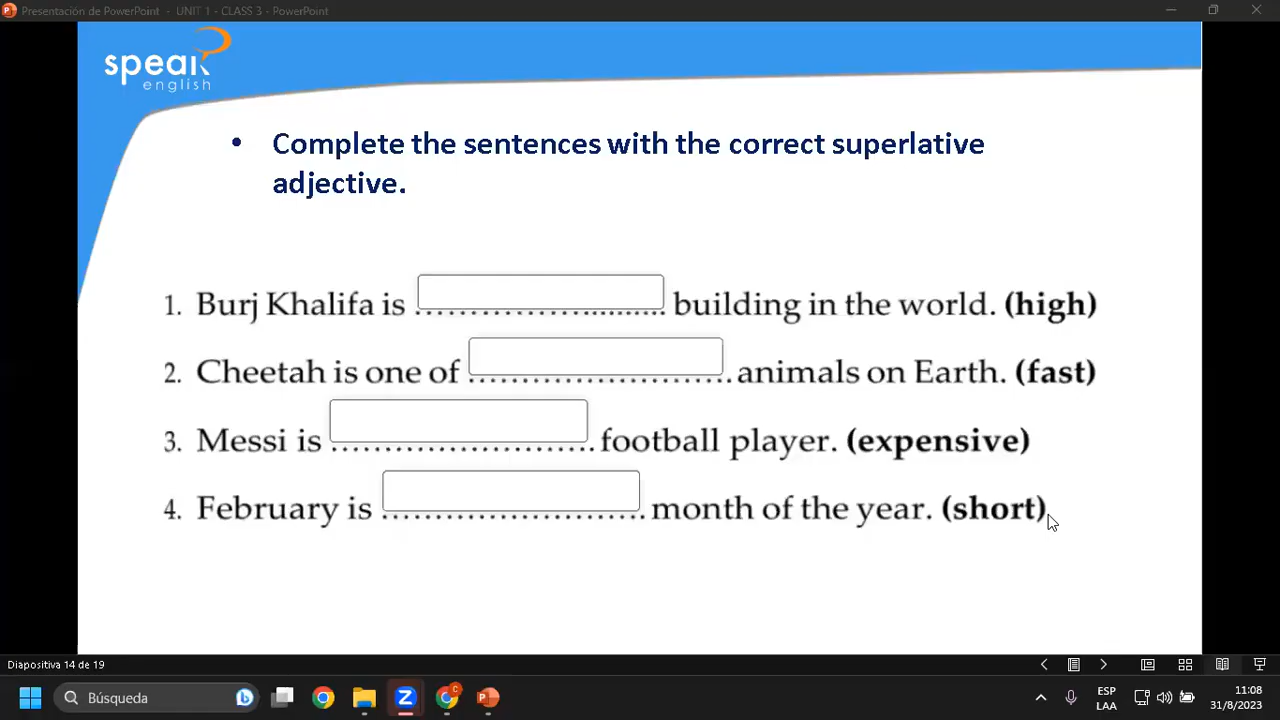 Presentación de PowerPoint - UNIT 1 - CLASS 3 - PowerPoint
speak
english
• Complete the sentences with the correct superlative
adjective.
1. Burj Khalifa is ........................... building in the world. (high)
2. Cheetah is one of ........................... animals on Earth. (fast)
3. Messi is ........................... football player. (expensive)
4. February is ........................... month of the year. (short)
Diapositiva 14 de 19
Búsqueda
ESP
LAA
11:08
31/8/2023